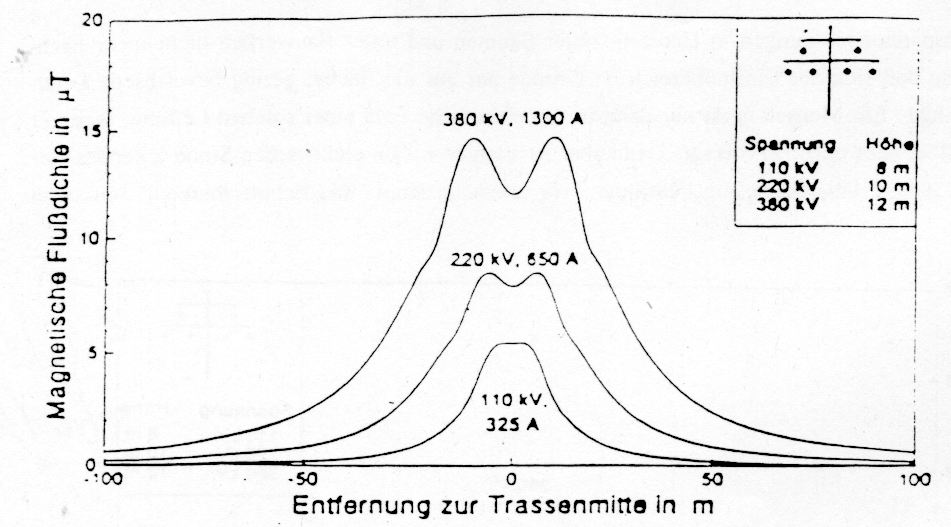 Magnetische Flußdichte in µT
20
15
10
5
0
380 kV, 1300 A
220 kV, 650 A
110 kV,
325 A
Spannung Höhe
110 kV 8 m
220 kV 10 m
380 kV 12 m
-100 -50 0 50 100
Entfernung zur Trassenmitte in m